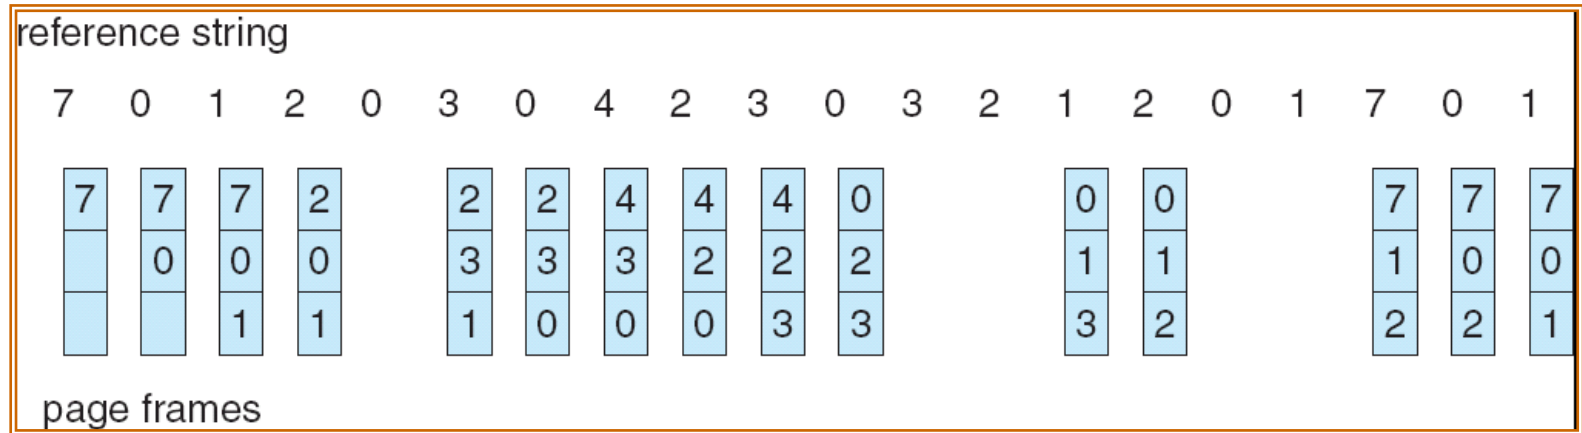 reference string
7 0 1 2 0 3 0 4 2 3 0 3 2 1 2 0 1 7 0 1
7 7 7 2 2 2 4 4 4 0 0 0 7 7 7
0 0 0 3 3 3 2 2 2 1 1 1 0 0
1 1 1 0 0 0 3 3 3 2 2 2 1
page frames